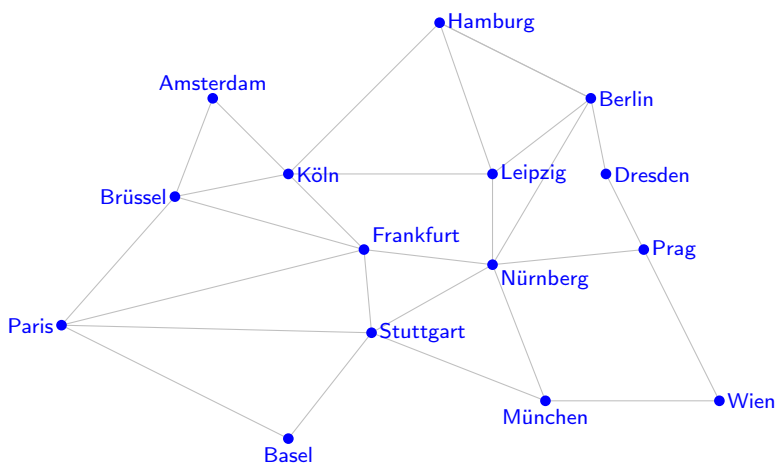 Hamburg
Amsterdam
Berlin
Köln
Leipzig
Dresden
Brüssel
Frankfurt
Prag
Nürnberg
Paris
Stuttgart
Wien
München
Basel